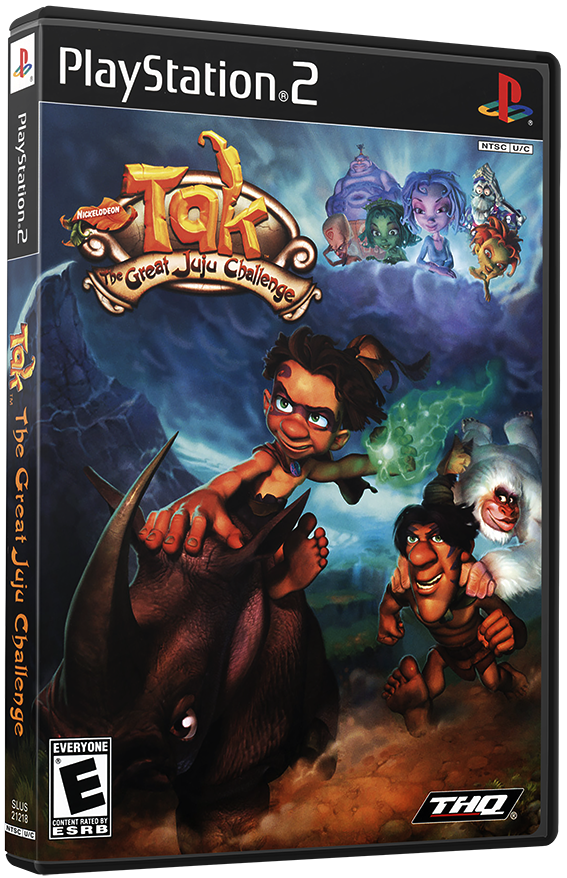 PlayStation®2
NTSC U/C
NICKELODEON
Tak
The Great Juju Challenge
EVERYONE
E
CONTENT RATED BY
ESRB
THQ®
PlayStation®2
Tak™ The Great Juju Challenge
SLUS
21218
NTSC U/C